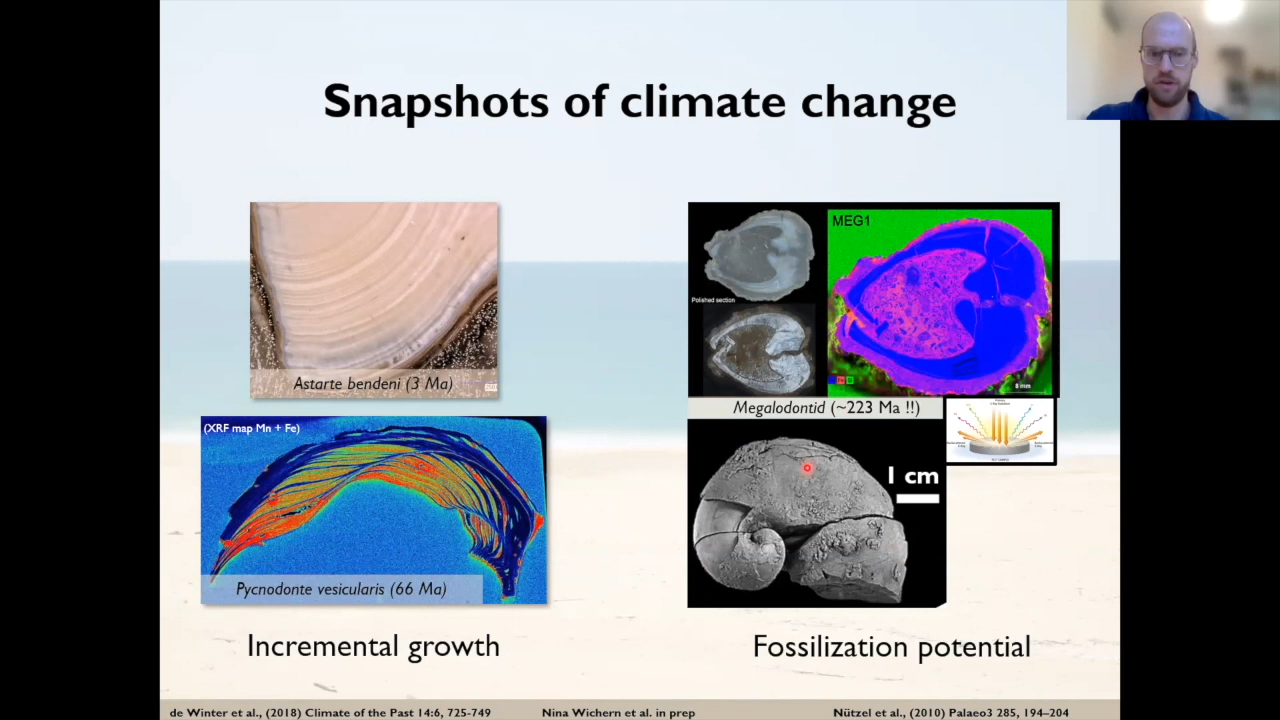 Snapshots of climate change
Astarte bendeni (3 Ma)
(XRF map Mn + Fe)
Pycnodonte vesicularis (66 Ma)
Incremental growth
MEG1
Polished section
8 mm
Megalodontid (~223 Ma !!)
1 cm
Fossilization potential
de Winter et al., (2018) Climate of the Past 14:6, 725-749
Nina Wichern et al. in prep
Nützel et al., (2010) Palaeo3 285, 194–204